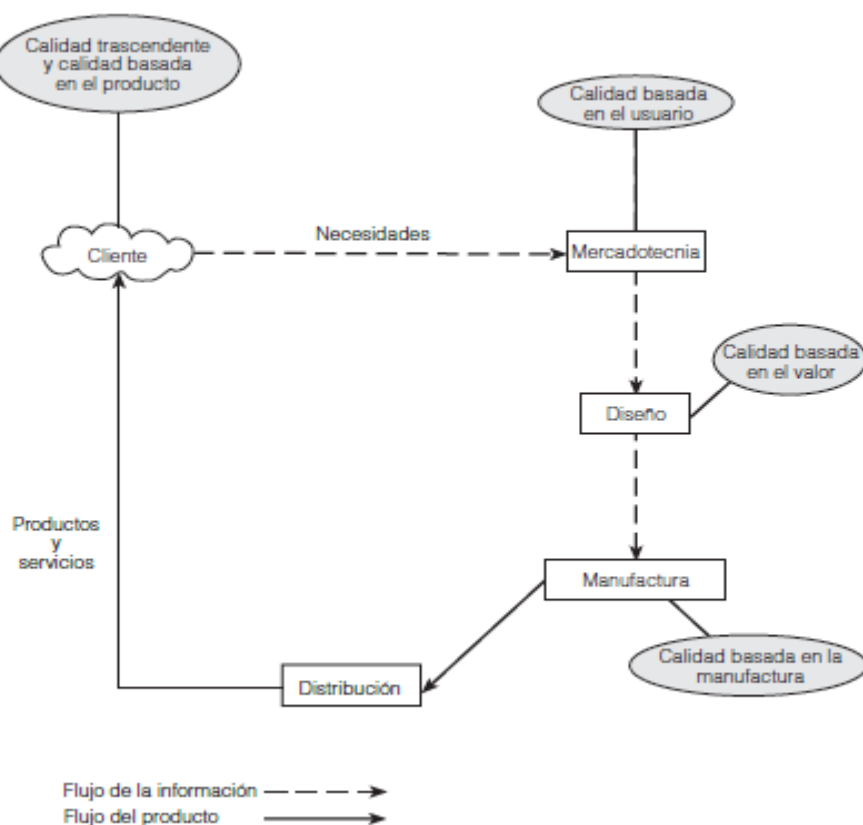 Calidad trascendente
y calidad basada
en el producto
Calidad basada
en el usuario
Necesidades
Cliente
Mercadotecnia
Calidad basada
en el valor
Diseño
Productos
y
servicios
Manufactura
Calidad basada en la
manufactura
Distribución
Flujo de la información
Flujo del producto